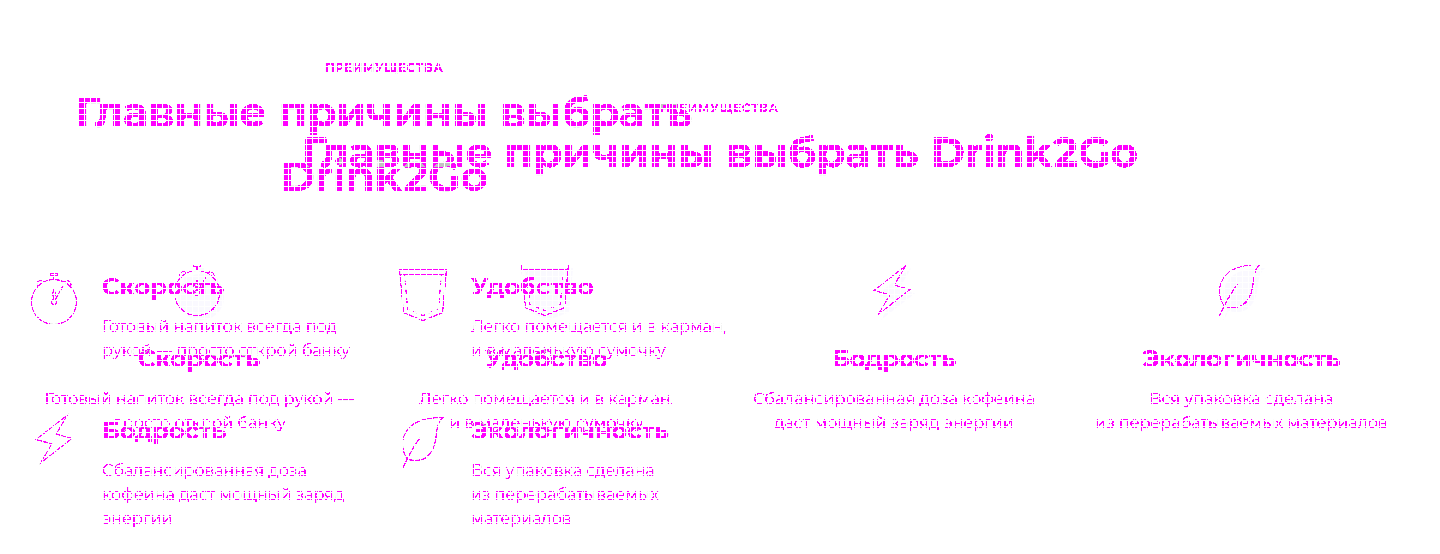 ПРЕИМУЩЕСТВА
Главные причины выбрать
Drink2Go
ПРЕИМУЩЕСТВА
Главные причины выбрать Drink2Go
Скорость
Готовый напиток всегда под
рукой — просто открой банку
Удобство
Легко помещается и в карман,
и в маленькую сумочку
Бодрость
Сбалансированная доза
кофеина даст мощный заряд
энергии
Экологичность
Вся упаковка сделана
из перерабатываемых
материалов
Скорость
Готовый напиток всегда под рукой —
просто открой банку
Удобство
Легко помещается и в карман,
и в маленькую сумочку
Бодрость
Сбалансированная доза кофеина
даст мощный заряд энергии
Экологичность
Вся упаковка сделана
из перерабатываемых материалов